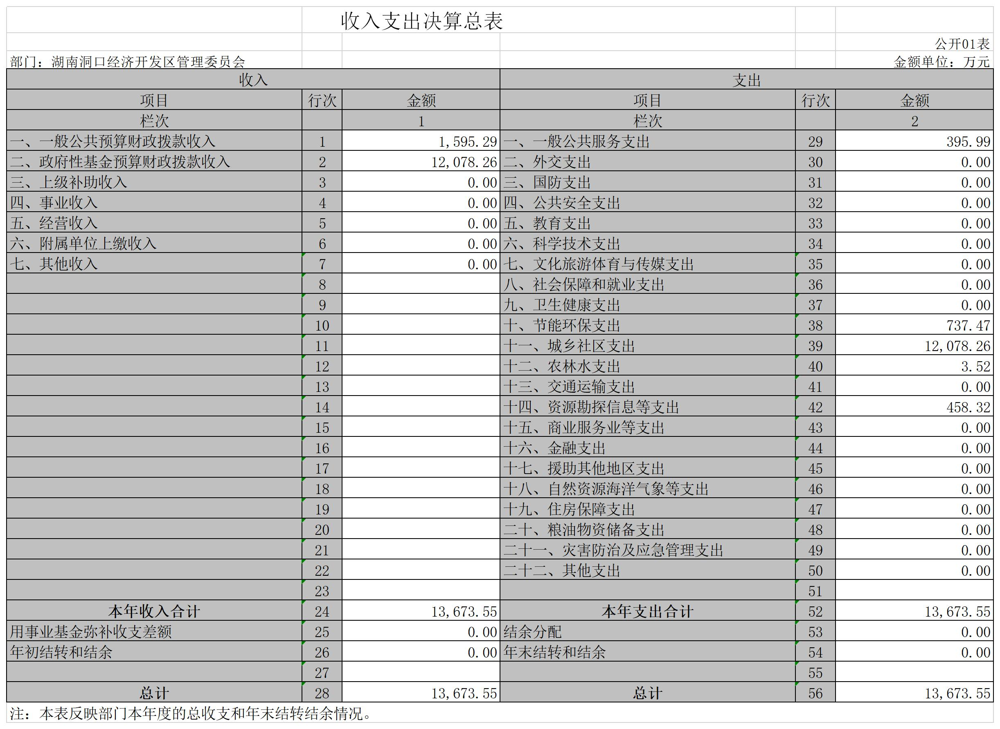 收入支出决算总表
公开01表
部门：湖南洞口经济开发区管理委员会 金额单位：万元
收入 支出
项目 行次 金额 项目 行次 金额
栏次 1 栏次 2
一、一般公共预算财政拨款收入 1 1,595.29 一、一般公共服务支出 29 395.99
二、政府性基金预算财政拨款收入 2 12,078.26 二、外交支出 30 0.00
三、上级补助收入 3 0.00 三、国防支出 31 0.00
四、事业收入 4 0.00 四、公共安全支出 32 0.00
五、经营收入 5 0.00 五、教育支出 33 0.00
六、附属单位上缴收入 6 0.00 六、科学技术支出 34 0.00
七、其他收入 7 0.00 七、文化旅游体育与传媒支出 35 0.00
8 八、社会保障和就业支出 36 0.00
9 九、卫生健康支出 37 0.00
10 十、节能环保支出 38 737.47
11 十一、城乡社区支出 39 12,078.26
12 十二、农林水支出 40 3.52
13 十三、交通运输支出 41 0.00
14 十四、资源勘探信息等支出 42 458.32
15 十五、商业服务业等支出 43 0.00
16 十六、金融支出 44 0.00
17 十七、援助其他地区支出 45 0.00
18 十八、自然资源海洋气象等支出 46 0.00
19 十九、住房保障支出 47 0.00
20 二十、粮油物资储备支出 48 0.00
21 二十一、灾害防治及应急管理支出 49 0.00
22 二十二、其他支出 50 0.00
23 51
本年收入合计 24 13,673.55 本年支出合计 52 13,673.55
用事业基金弥补收支差额 25 0.00 结余分配 53 0.00
年初结转和结余 26 0.00 年末结转和结余 54 0.00
27 55
总计 28 13,673.55 总计 56 13,673.55
注：本表反映部门本年度的总收支和年末结转结余情况。